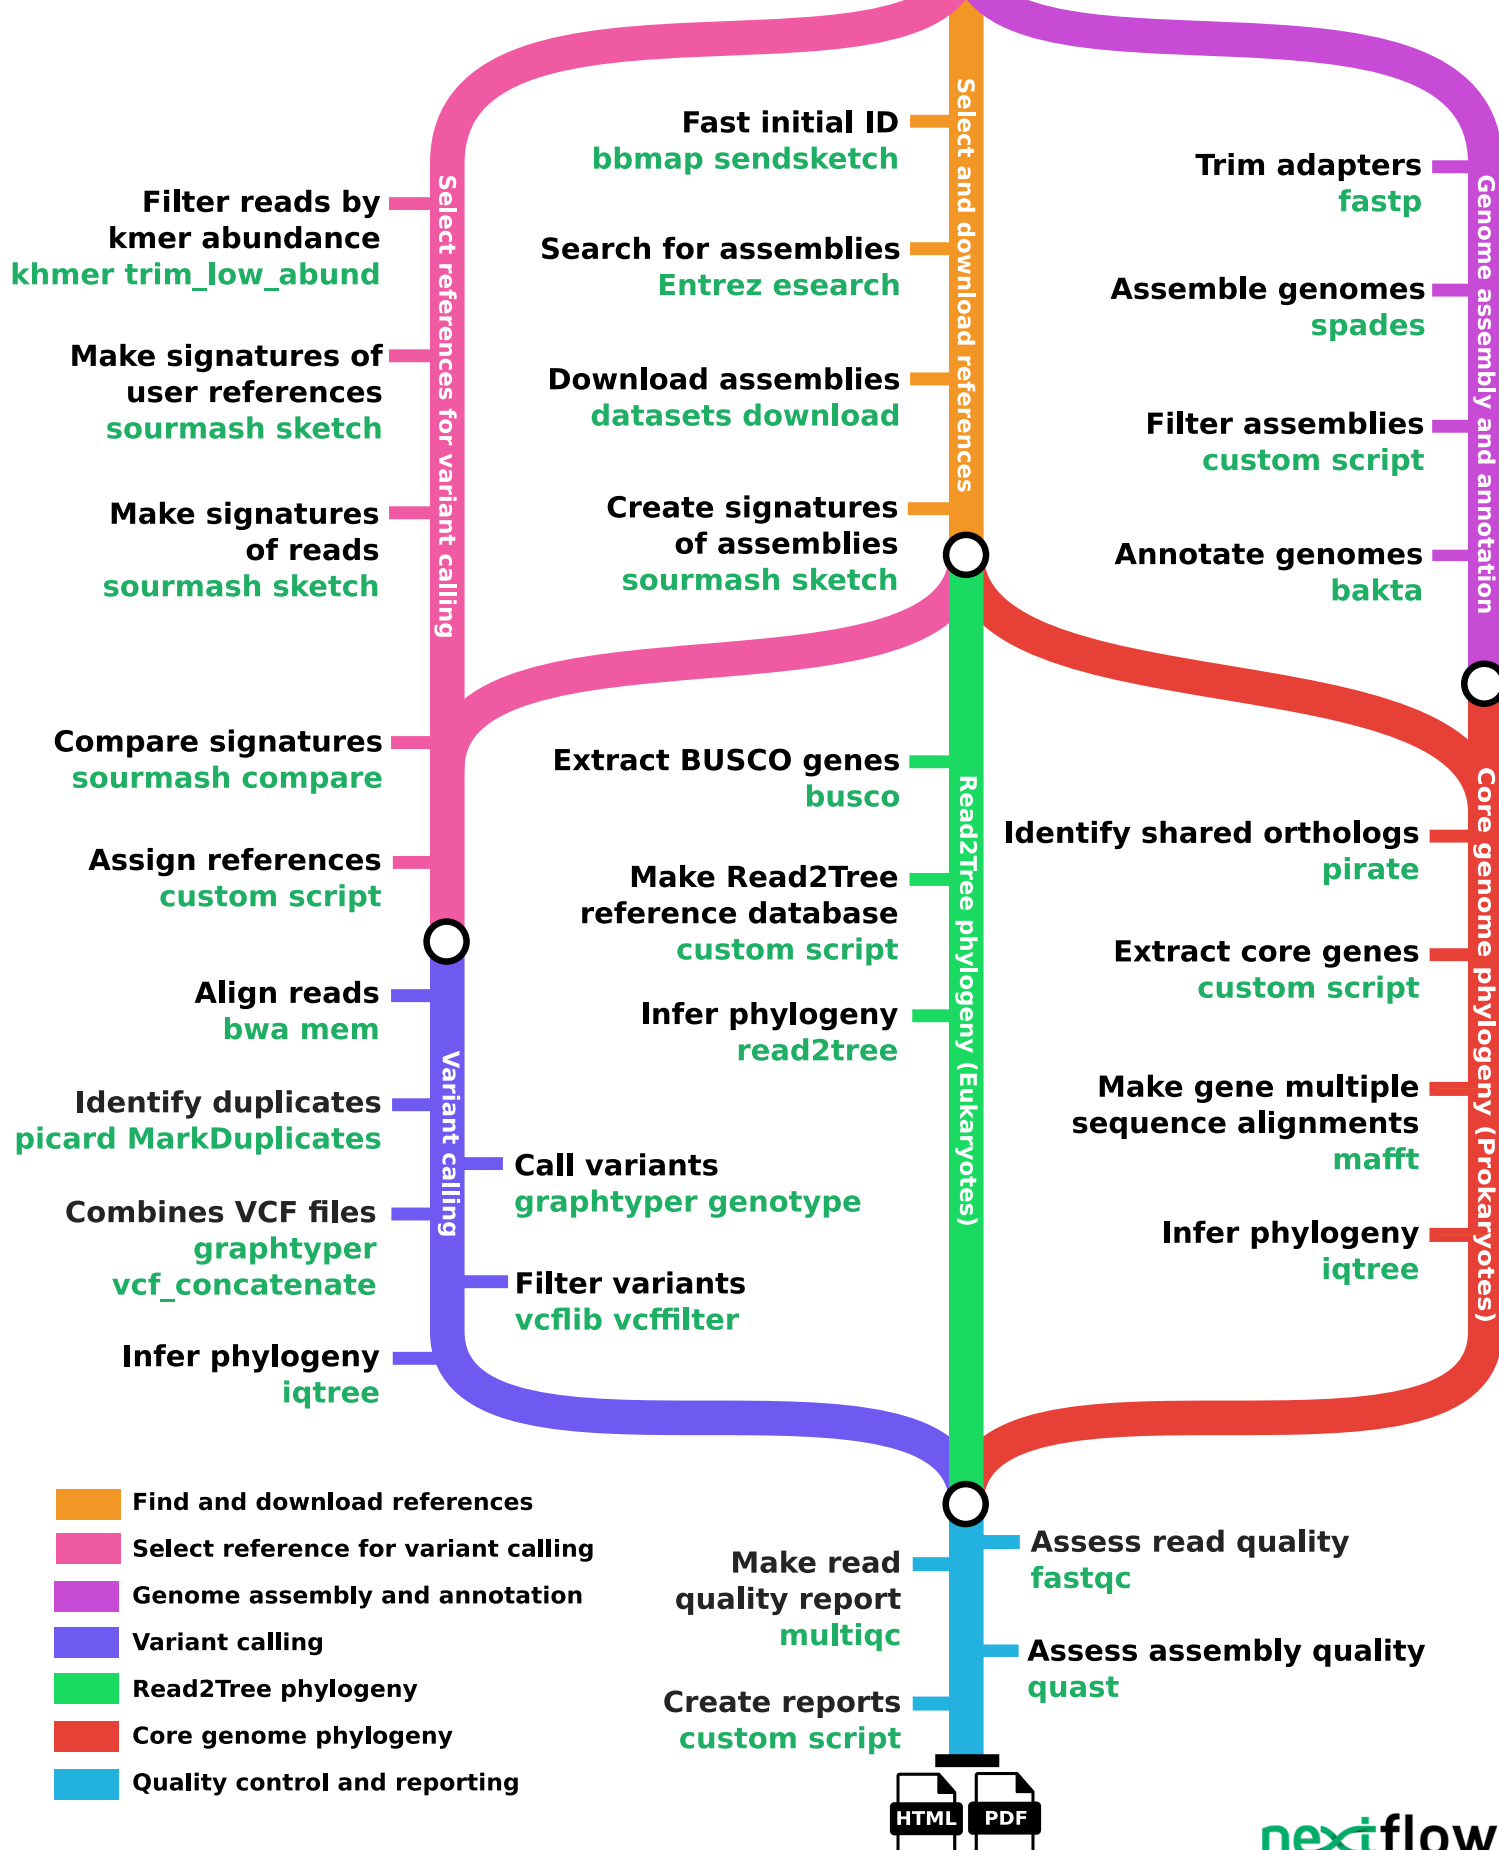 Select references for variant calling
Filter reads by
kmer abundance
khmer trim_low_abund
Make signatures of
user references
sourmash sketch
Make signatures
of reads
sourmash sketch
Compare signatures
sourmash compare
Assign references
custom script
Select and download references
Fast initial ID
bbmap sendsketch
Search for assemblies
Entrez esearch
Download assemblies
datasets download
Create signatures
of assemblies
sourmash sketch
Genome assembly and annotation
Trim adapters
fastp
Assemble genomes
spades
Filter assemblies
custom script
Annotate genomes
bakta
Variant calling
Align reads
bwa mem
Identify duplicates
picard MarkDuplicates
Call variants
graphtyper genotype
Combines VCF files
graphtyper
vcf_concatenate
Filter variants
vcflib vcffilter
Infer phylogeny
iqtree
Read2Tree phylogeny (Eukaryotes)
Extract BUSCO genes
busco
Make Read2Tree
reference database
custom script
Infer phylogeny
read2tree
Core genome phylogeny (Prokaryotes)
Identify shared orthologs
pirate
Extract core genes
custom script
Make gene multiple
sequence alignments
mafft
Infer phylogeny
iqtree
Find and download references
Select reference for variant calling
Genome assembly and annotation
Variant calling
Read2Tree phylogeny
Core genome phylogeny
Quality control and reporting
Assess read quality
fastqc
Make read
quality report
multiqc
Assess assembly quality
quast
Create reports
custom script
HTML
PDF
nextflow